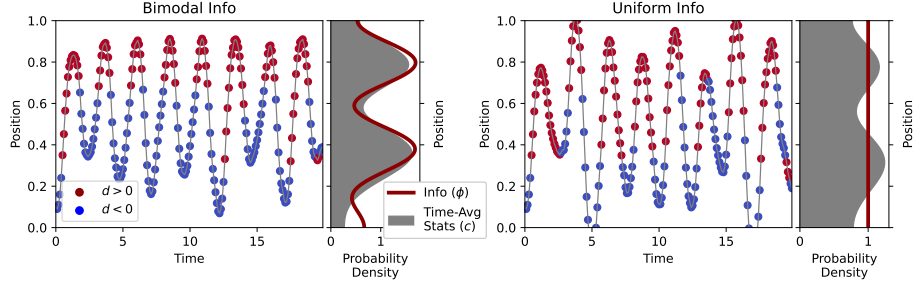 Bimodal Info
Position
1.0
0.8
0.6
0.4
0.2
0.0
d > 0
d < 0
0
5
10
15
Time
Position
1
Probability
Density
Info (ϕ)
Time-Avg
Stats (c)
Uniform Info
Position
1.0
0.8
0.6
0.4
0.2
0.0
0
5
10
15
Time
Position
1
Probability
Density